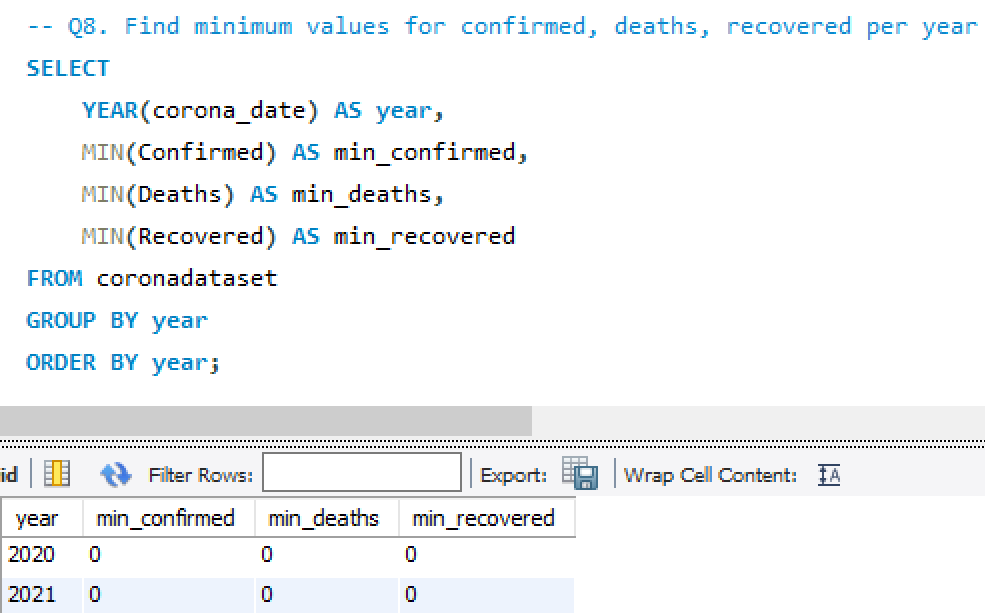 -- Q8. Find minimum values for confirmed, deaths, recovered per year
SELECT
YEAR(corona_date) AS year,
MIN(Confirmed) AS min_confirmed,
MIN(Deaths) AS min_deaths,
MIN(Recovered) AS min_recovered
FROM coronadataset
GROUP BY year
ORDER BY year;
id Filter Rows: Export: Wrap Cell Content: IA
year min_confirmed min_deaths min_recovered
2020 0 0 0
2021 0 0 0